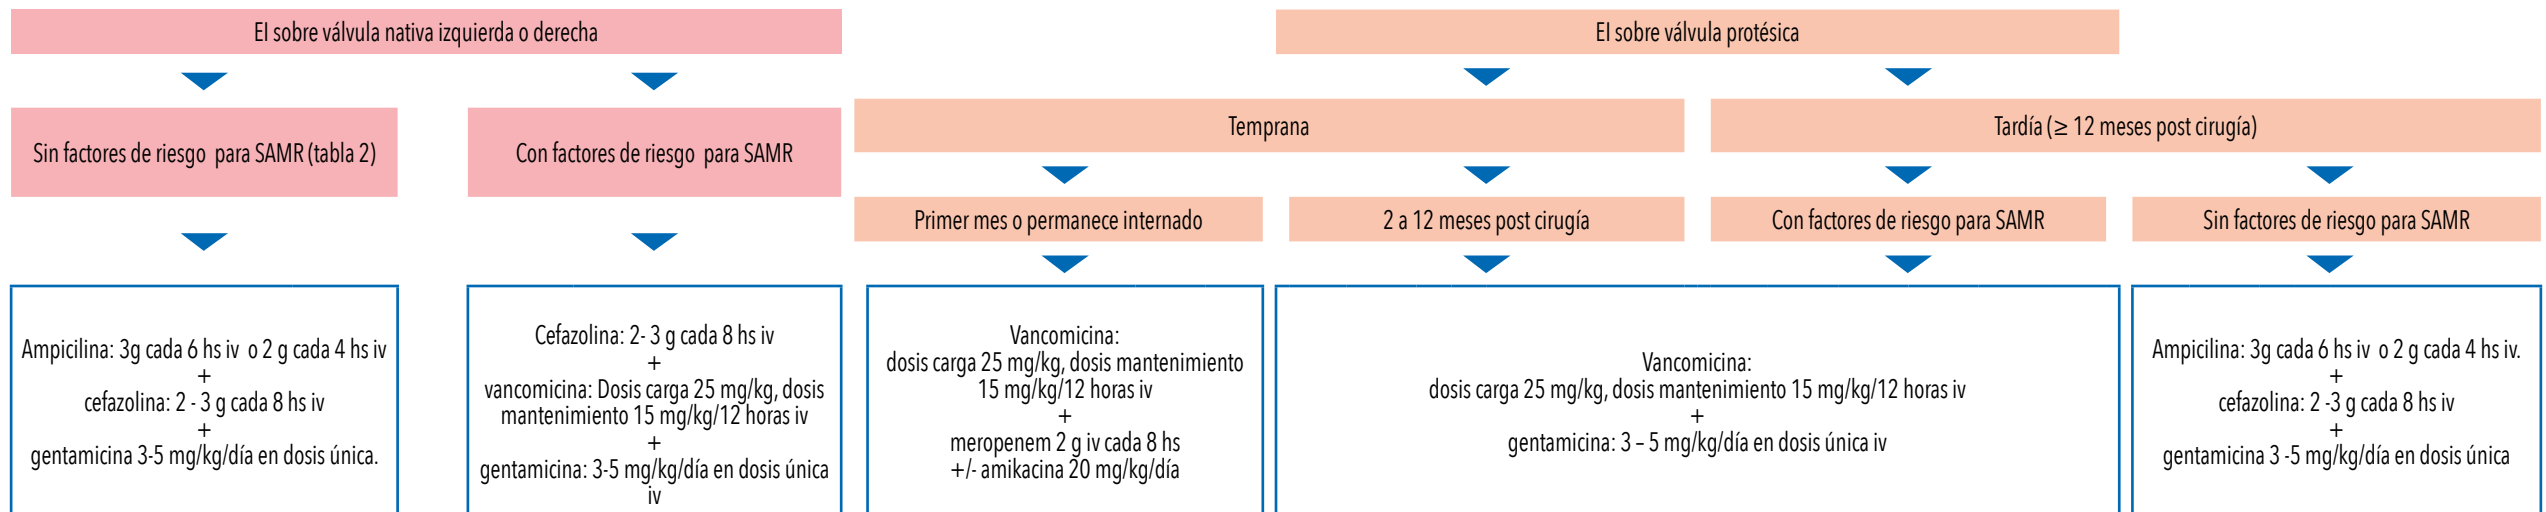 EI sobre válvula nativa izquierda o derecha
EI sobre válvula protésica
Sin factores de riesgo para SAMR (tabla 2)
Con factores de riesgo para SAMR
Temprana
Tardía (≥ 12 meses post cirugía)
Primer mes o permanece internado
2 a 12 meses post cirugía
Con factores de riesgo para SAMR
Sin factores de riesgo para SAMR
Ampicilina: 3g cada 6 hs iv o 2 g cada 4 hs iv
+
cefazolina: 2 - 3 g cada 8 hs iv
+
gentamicina 3-5 mg/kg/día en dosis única.
Cefazolina: 2- 3 g cada 8 hs iv
+
vancomicina: Dosis carga 25 mg/kg, dosis
mantenimiento 15 mg/kg/12 horas iv
+
gentamicina: 3-5 mg/kg/día en dosis única
iv
Vancomicina:
dosis carga 25 mg/kg, dosis mantenimiento
15 mg/kg/12 horas iv
+
meropenem 2 g iv cada 8 hs
+/- amikacina 20 mg/kg/día
Vancomicina:
dosis carga 25 mg/kg, dosis mantenimiento 15 mg/kg/12 horas iv
+
gentamicina: 3 – 5 mg/kg/día en dosis única iv
Ampicilina: 3g cada 6 hs iv o 2 g cada 4 hs iv.
+
cefazolina: 2 -3 g cada 8 hs iv
+
gentamicina 3 -5 mg/kg/día en dosis única